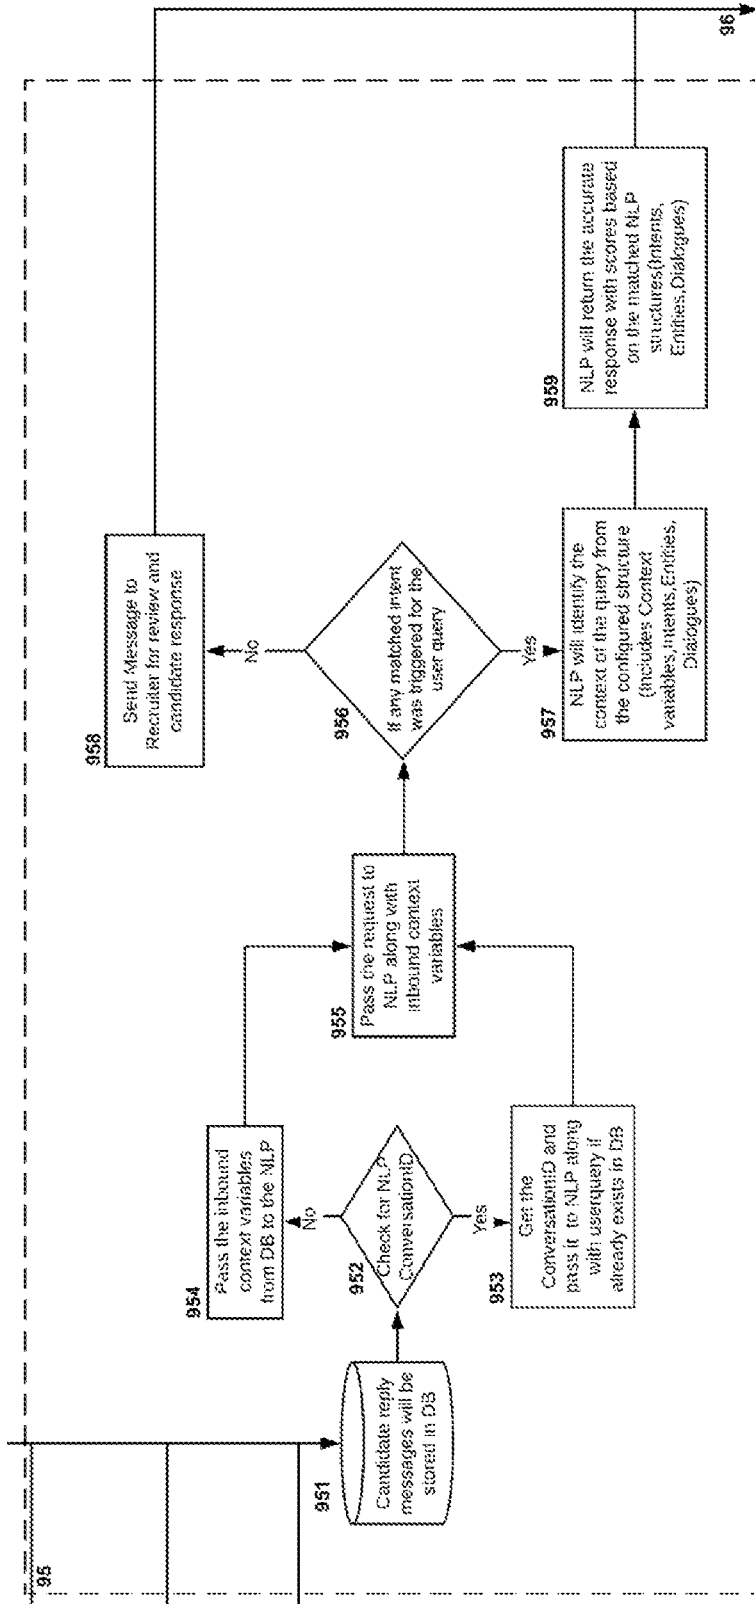 95
951
Candidate reply
messages will be
stored in DB
952
Check for NLP
ConversationID
No
Yes
954
Pass the inbound
context variables
from DB to the NLP
953
Get the
ConversationID and
pass it to NLP along
with userquery if
already exists in DB
955
Pass the request to
NLP along with
inbound context
variables
956
If any matched intent
was triggered for the
user query
No
Yes
958
Send Message to
Recruiter for review and
candidate response
957
NLP will identify the
context of the query from
the configured structure
(Includes Context
variables,Intents,Entities,
Dialogues)
959
NLP will return the accurate
response with scores based
on the matched NLP
structures(Intents,
Entities,Dialogues)
96